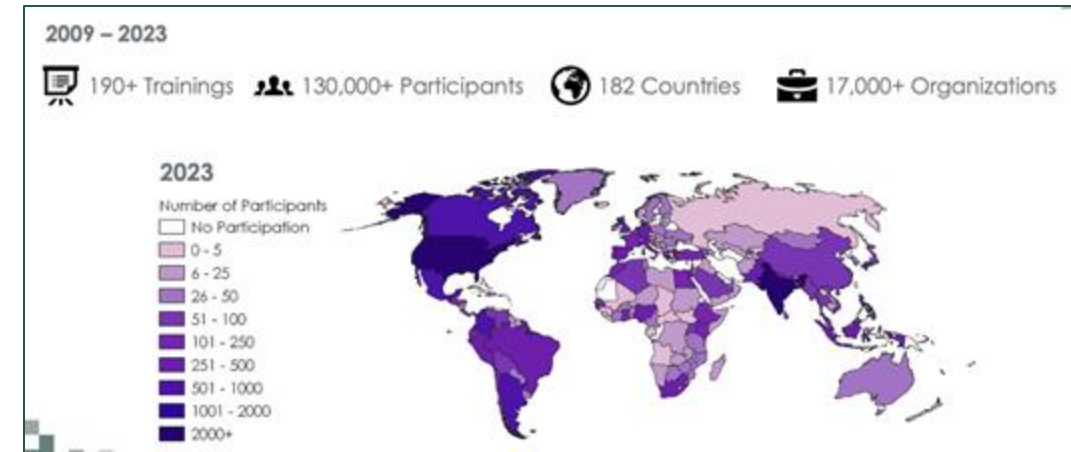 2009 – 2023
190+ Trainings 130,000+ Participants 182 Countries 17,000+ Organizations
2023
Number of Participants
No Participation
0 - 5
6 - 25
26 - 50
51 - 100
101 - 250
251 - 500
501 - 1000
1001 - 2000
2000+